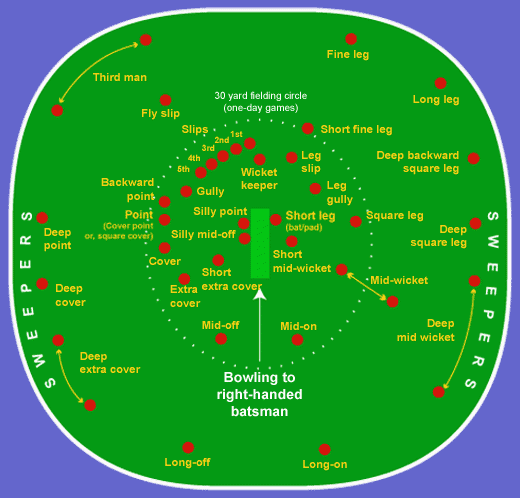 Fine leg
Third man
Long leg
30 yard fielding circle
(one-day games)
Fly slip
Slips
1st
2nd
3rd
4th
5th
Short fine leg
Wicket
keeper
Leg
slip
Deep backward
square leg
Backward
point
Gully
Leg
gully
Point
(Cover point
or, square cover)
Silly point
Short leg
(bat/pad)
Square leg
Deep
point
Silly mid-off
Deep
square leg
Cover
Short
mid-wicket
Short
extra cover
Extra
cover
Mid-wicket
Deep
cover
SWEEPERS
SWEEPERS
Mid-off
Mid-on
Deep
mid wicket
Deep
extra cover
Bowling to
right-handed
batsman
Long-off
Long-on